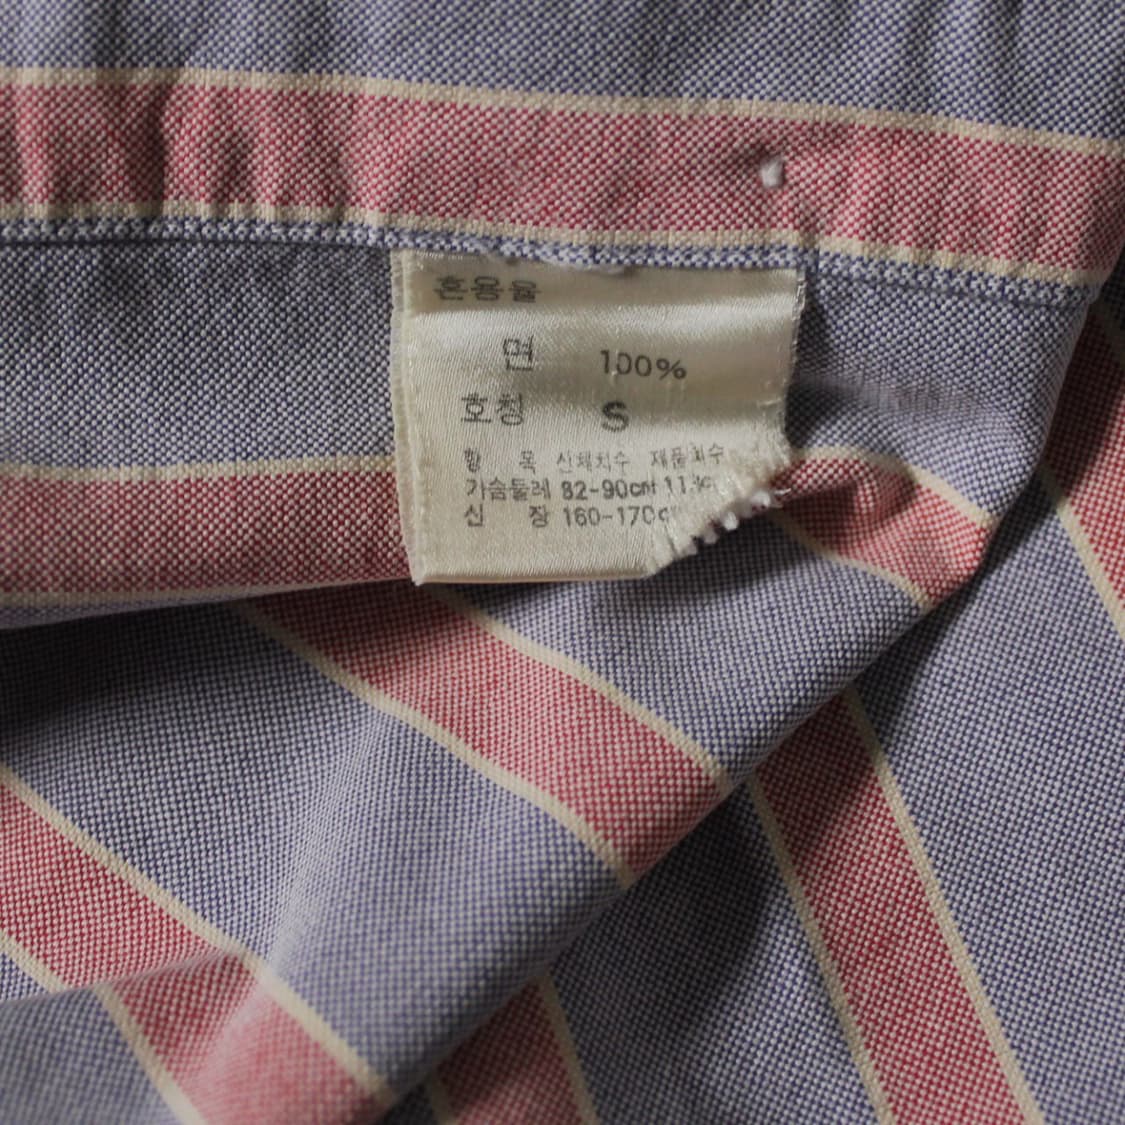 혼용율
면 100%
호칭 S
항 목 신체치수 제품치수
가슴둘레 82-90cm
신 장 160-170cm